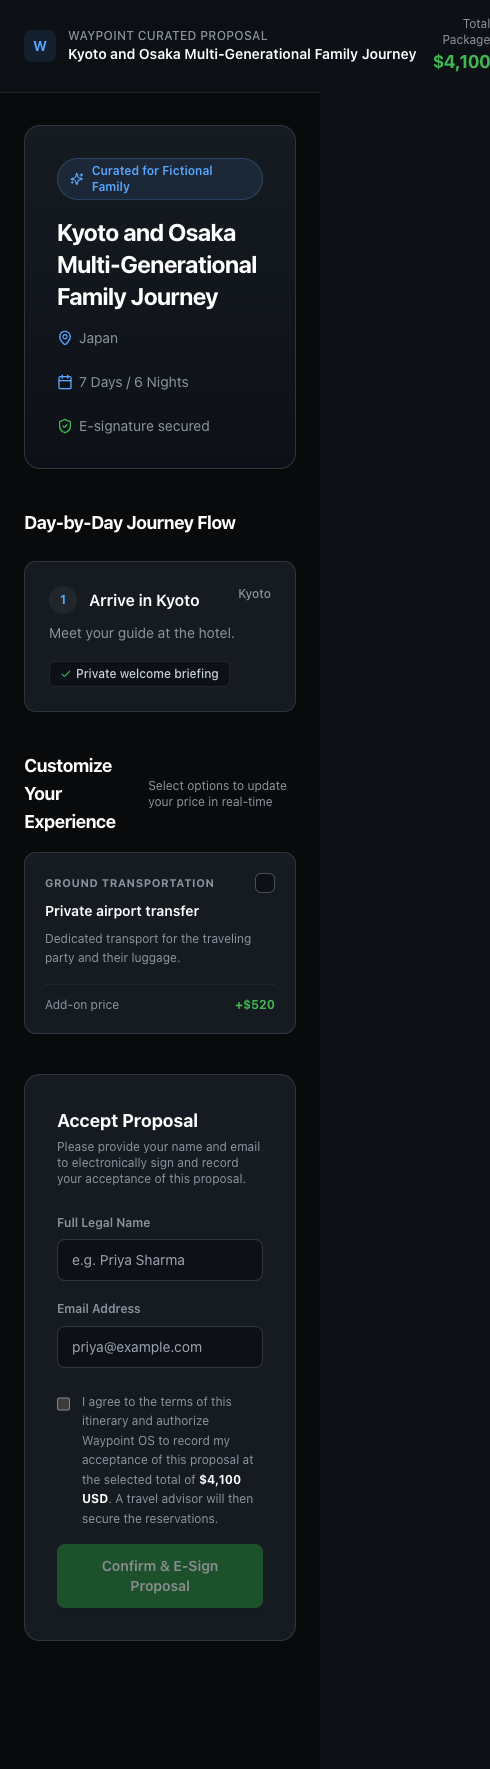 W
WAYPOINT CURATED PROPOSAL
Kyoto and Osaka Multi-Generational Family Journey
Total
Package
$4,100
Curated for Fictional
Family
Kyoto and Osaka
Multi-Generational
Family Journey
Japan
7 Days / 6 Nights
E-signature secured
Day-by-Day Journey Flow
1
Arrive in Kyoto
Kyoto
Meet your guide at the hotel.
Private welcome briefing
Customize
Your
Experience
Select options to update
your price in real-time
GROUND TRANSPORTATION
Private airport transfer
Dedicated transport for the traveling
party and their luggage.
Add-on price
+$520
Accept Proposal
Please provide your name and email
to electronically sign and record
your acceptance of this proposal.
Full Legal Name
e.g. Priya Sharma
Email Address
priya@example.com
I agree to the terms of this
itinerary and authorize
Waypoint OS to record my
acceptance of this proposal at
the selected total of $4,100
USD. A travel advisor will then
secure the reservations.
Confirm & E-Sign
Proposal